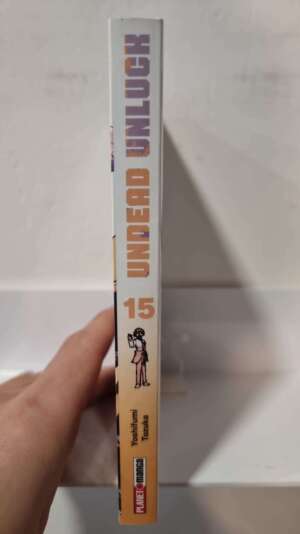 UNDEAD UNLUCK
15
Yoshifumi
Tozuka
PLANET MANGA